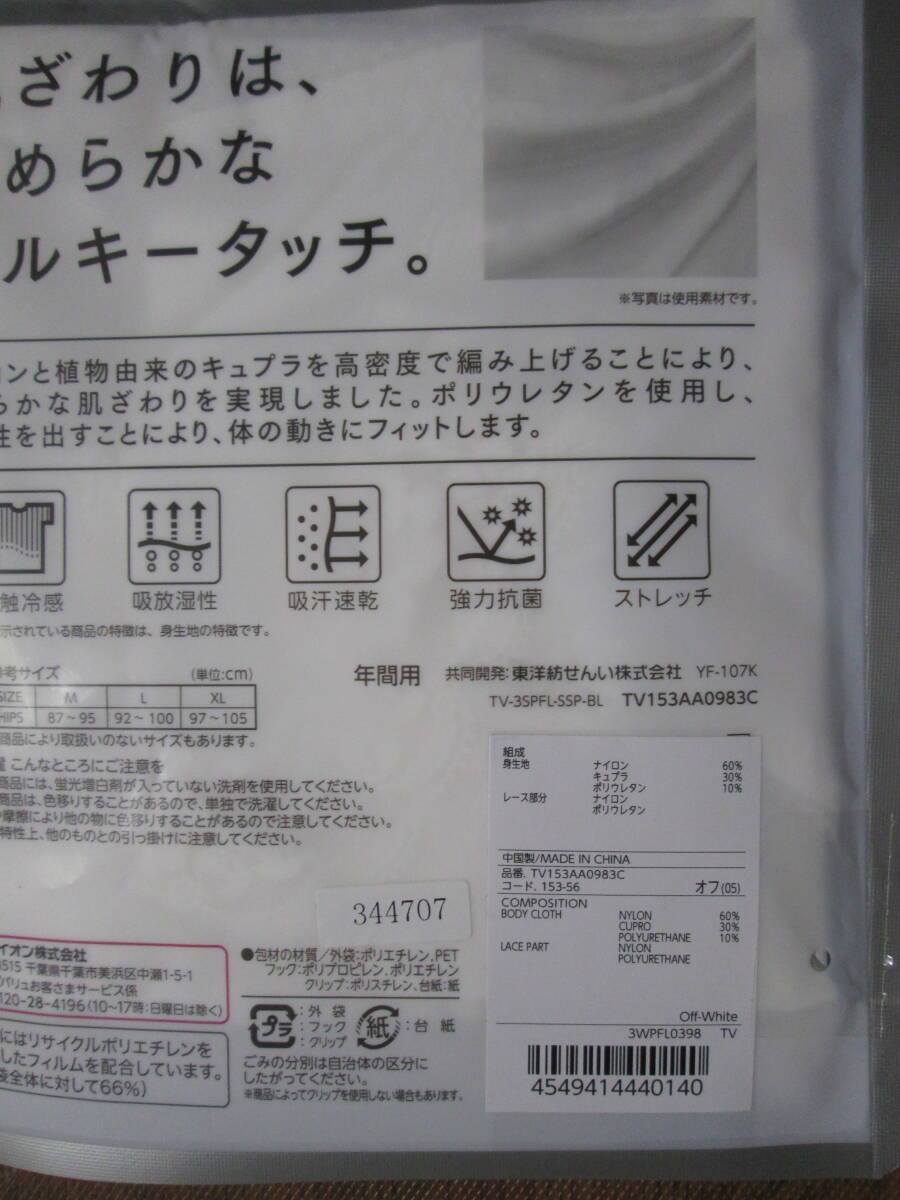 ざわりは、
めらかな
ルキータッチ。
※写真は使用素材です。
ンと植物由来のキュプラを高密度で編み上げることにより、
らかな肌ざわりを実現しました。ポリウレタンを使用し、
性を出すことにより、体の動きにフィットします。
触冷感 吸放湿性 吸汗速乾 強力抗菌 ストレッチ
示されている商品の特徴は、身生地の特徴です。
考サイズ (単位:cm)
SIZE M L XL
HIPS 87～95 92～100 97～105
商品により取扱いのないサイズもあります。
年間用 共同開発:東洋紡せんい株式会社 YF-107K
TV-3SPFL-SSP-BL TV153AA0983C
こんなところにご注意を
商品には、蛍光増白剤が入っていない洗剤を使用してください。
商品は、色移りすることがあるので、単独で洗濯してください。
摩擦により他の物に色移りすることがあるので注意してください。
特性上、他のものとの引っ掛けに注意してください。
組成
身生地 ナイロン 60%
キュプラ 30%
ポリウレタン 10%
レース部分 ナイロン
ポリウレタン
中国製/MADE IN CHINA
品番. TV153AA0983C
コード. 153-56 オフ(05)
COMPOSITION
BODY CLOTH NYLON 60%
CUPRO 30%
POLYURETHANE 10%
LACE PART NYLON
POLYURETHANE
Off-White
3WPFL0398 TV
4549414440140
344707
イオン株式会社
8515 千葉県千葉市美浜区中瀬1-5-1
バリュお客さまサービス係
120-28-4196(10～17時:日曜日は除く)
にはリサイクルポリエチレンを
したフィルムを配合しています。
袋全体に対して66%)
●包材の材質/外袋:ポリエチレン,PET
フック:ポリプロピレン、ポリエチレン
クリップ:ポリスチレン、台紙:紙
プラ :外袋 :フック :クリップ 紙 :台紙
ごみの分別は自治体の区分に
したがってください。
※商品によってクリップを使用しない場合もあります。